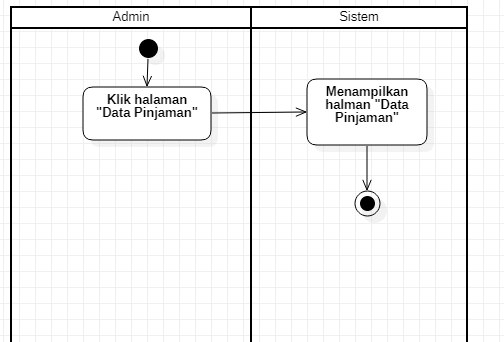 Admin
Sistem
Klik halaman
"Data Pinjaman"
Menampilkan
halman "Data
Pinjaman"